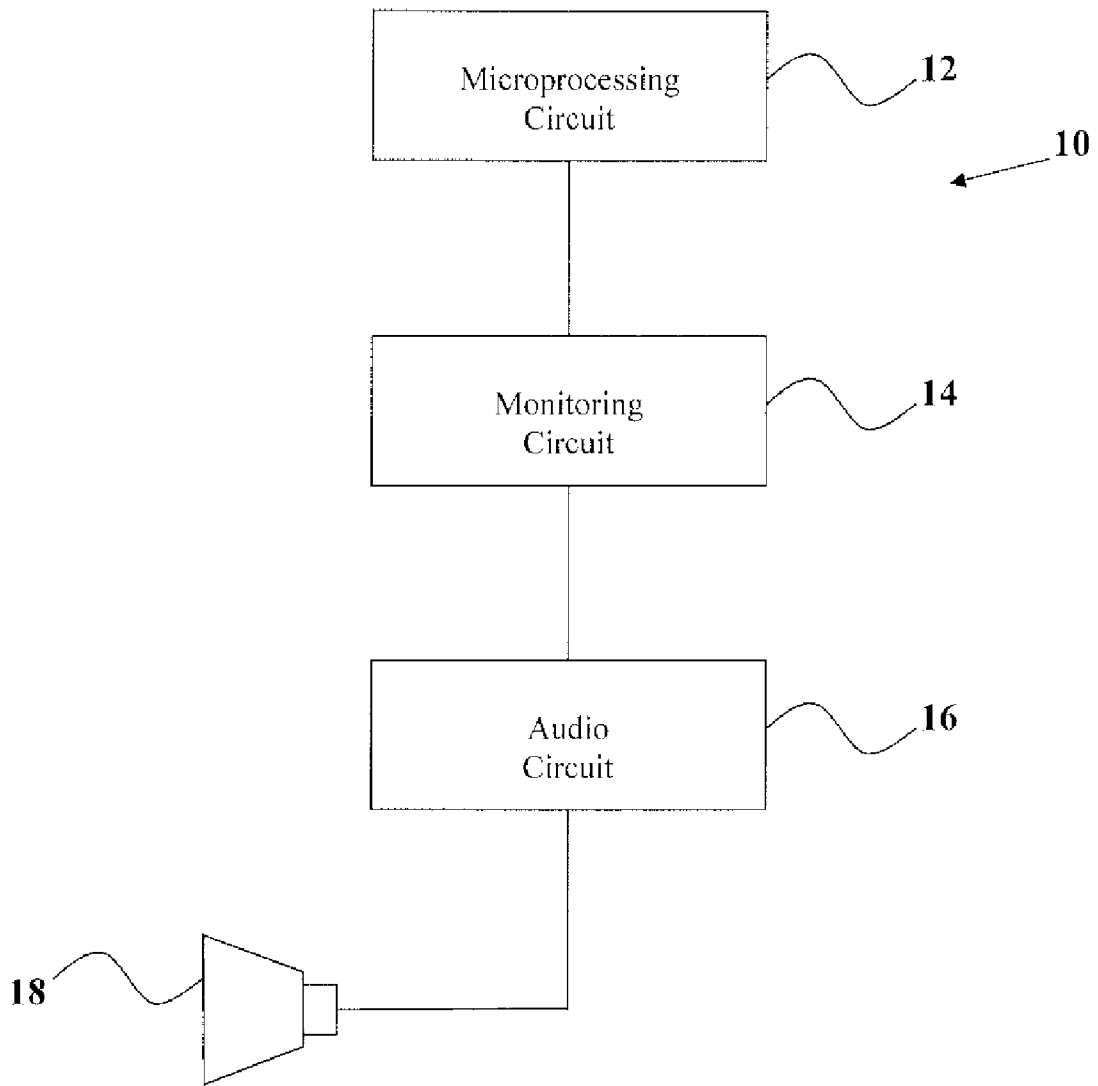 Microprocessing
Circuit
12
10
Monitoring
Circuit
14
Audio
Circuit
16
18